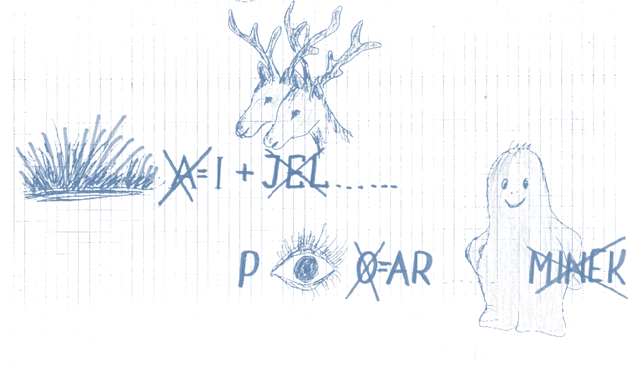 A=I + JEL.......
P O=AR MINEK